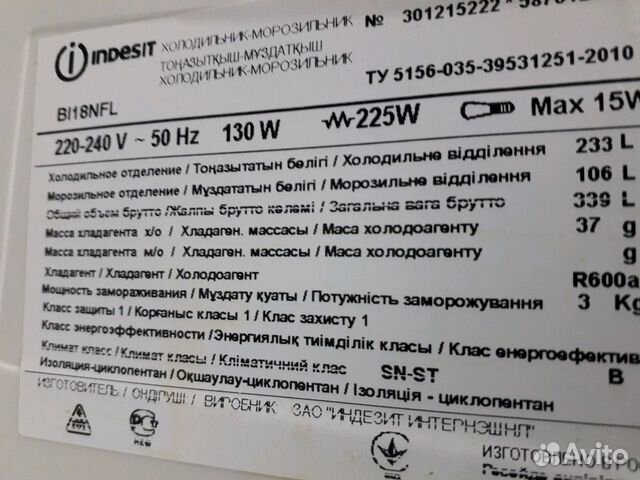 indesit ХОЛОДИЛЬНИК-МОРОЗИЛЬНИК № 301215222 *
ТОҢАЗЫТҚЫШ-МҰЗДАТҚЫШ
ХОЛОДИЛЬНИК-МОРОЗИЛЬНИК ТУ 5156-035-39531251-2010
BI18NFL
220-240 V ~ 50 Hz 130 W 225W Max 15W
Холодильное отделение / Тоңазытатын бөлігі / Холодильне відділення 233 L
Морозильное отделение / Мұздататын бөлігі / Морозильне відділення 106 L
Общий объем брутто /Жалпы брутто көлемі / Загальна вага брутто 339 L
Масса хладагента х/о / Хладаген. массасы / Маса холодоагенту 37 g
Масса хладагента м/о / Хладаген. массасы / Маса холодоагенту g
Хладагент / Хладагент / Холодоагент R600a
Мощность замораживания / Мұздату қуаты / Потужність заморожування 3 Kg
Класс защиты 1 / Қорғаныс класы 1 / Клас захисту 1
Класс энергоэффективности /Энергиялық тиімділік класы / Клас енергоефектив
Климат класс / Климат класы / Кліматичний клас SN-ST B
Изоляция-циклопентан / Оқшаулау-циклопентан / Ізоляція - циклопентан
ИЗГОТОВИТЕЛЬ / ӨНДІРУШІ / ВИРОБНИК ЗАО "ИНДЕЗИТ ИНТЕРНЭШНЛ"
Avito